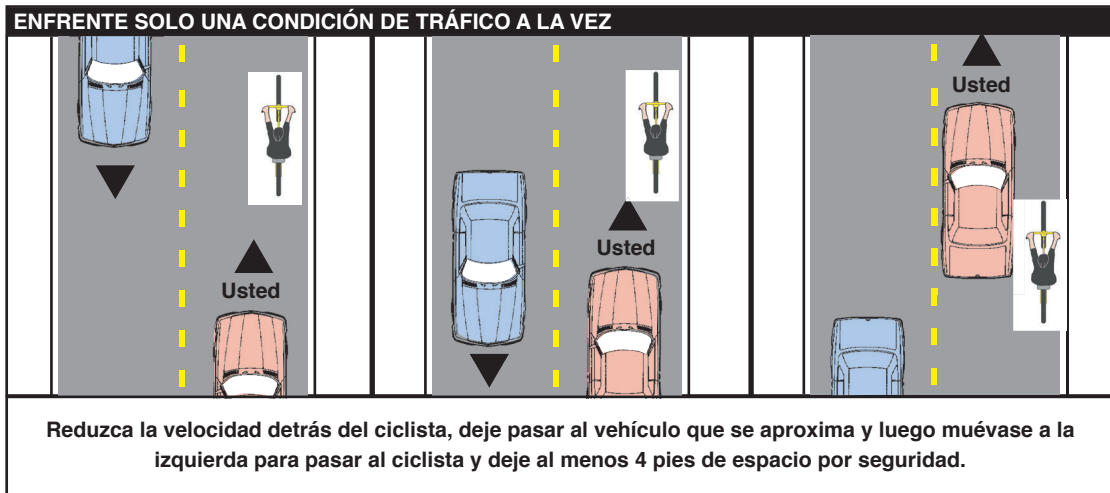 ENFRENTE SOLO UNA CONDICIÓN DE TRÁFICO A LA VEZ
Usted
Usted
Usted
Reduzca la velocidad detrás del ciclista, deje pasar al vehículo que se aproxima y luego muévase a la
izquierda para pasar al ciclista y deje al menos 4 pies de espacio por seguridad.